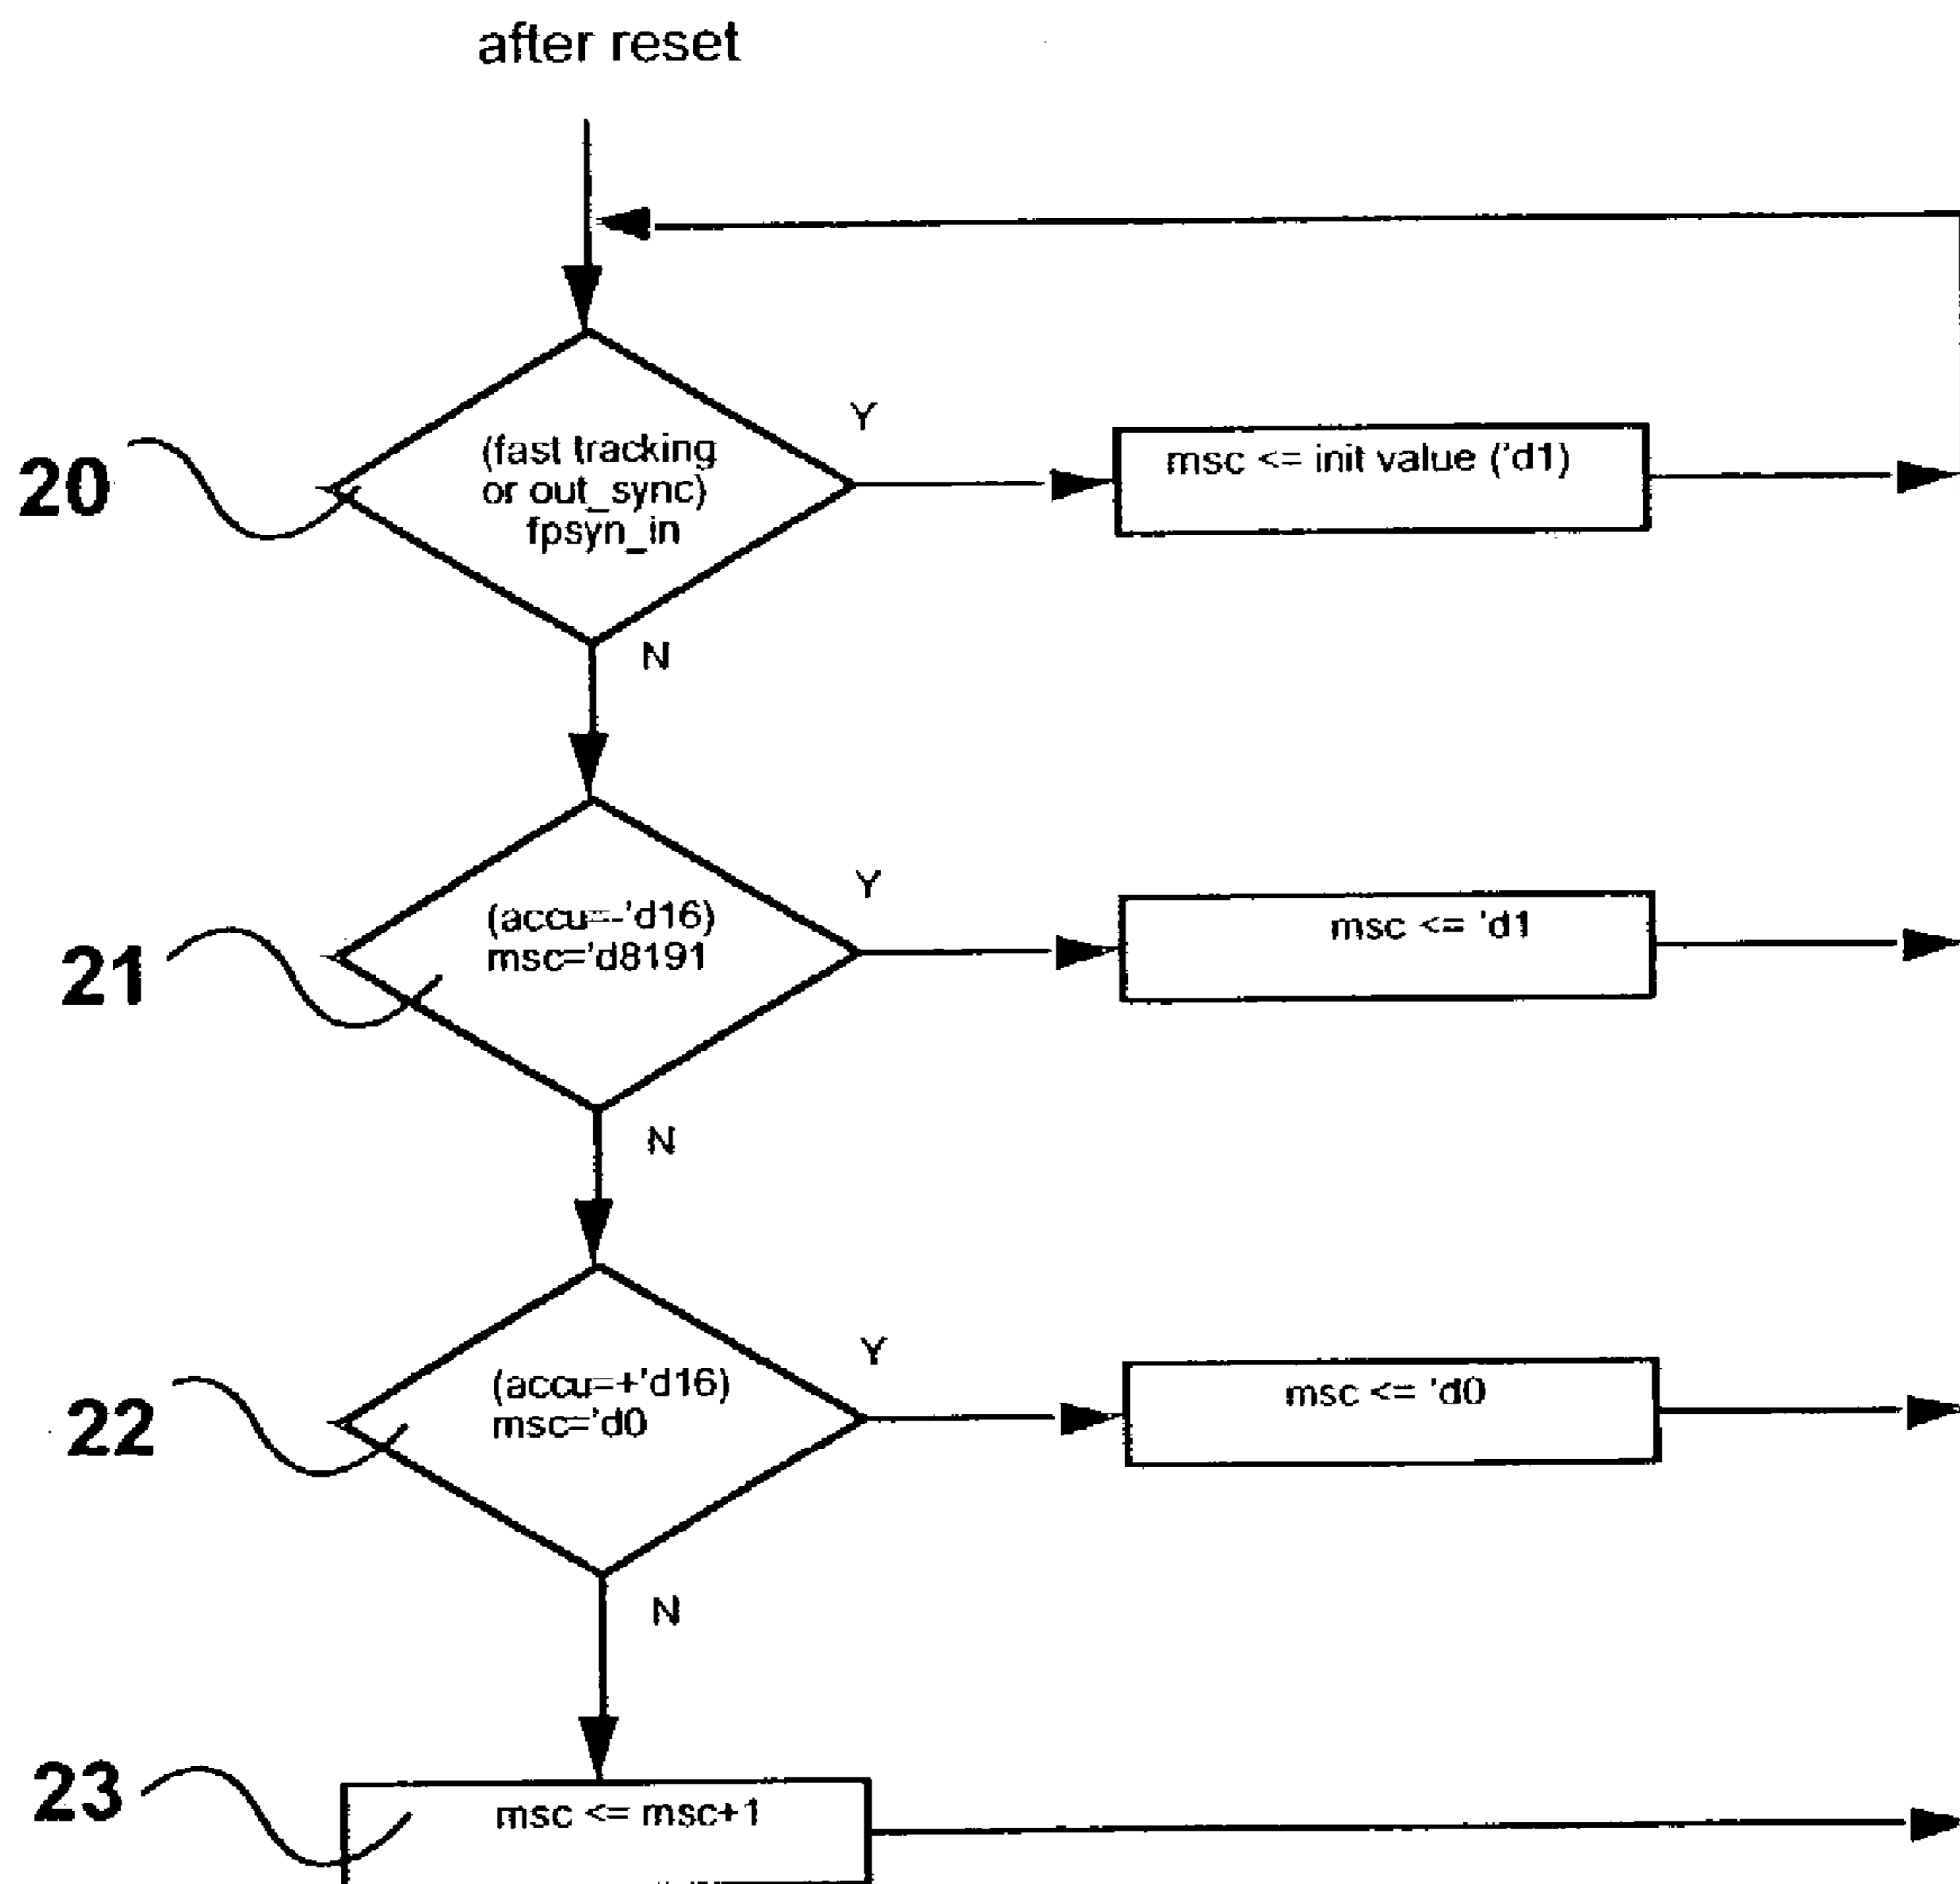 after reset
Y
(fast tracking
or out_sync)
fpsyn_in
msc <= init value ('d1)
20
N
Y
(accu=-'d16)
msc='d8191
msc <= 'd1
21
N
Y
(accu=+'d16)
msc='d0
msc <= 'd0
22
N
23
msc <= msc+1